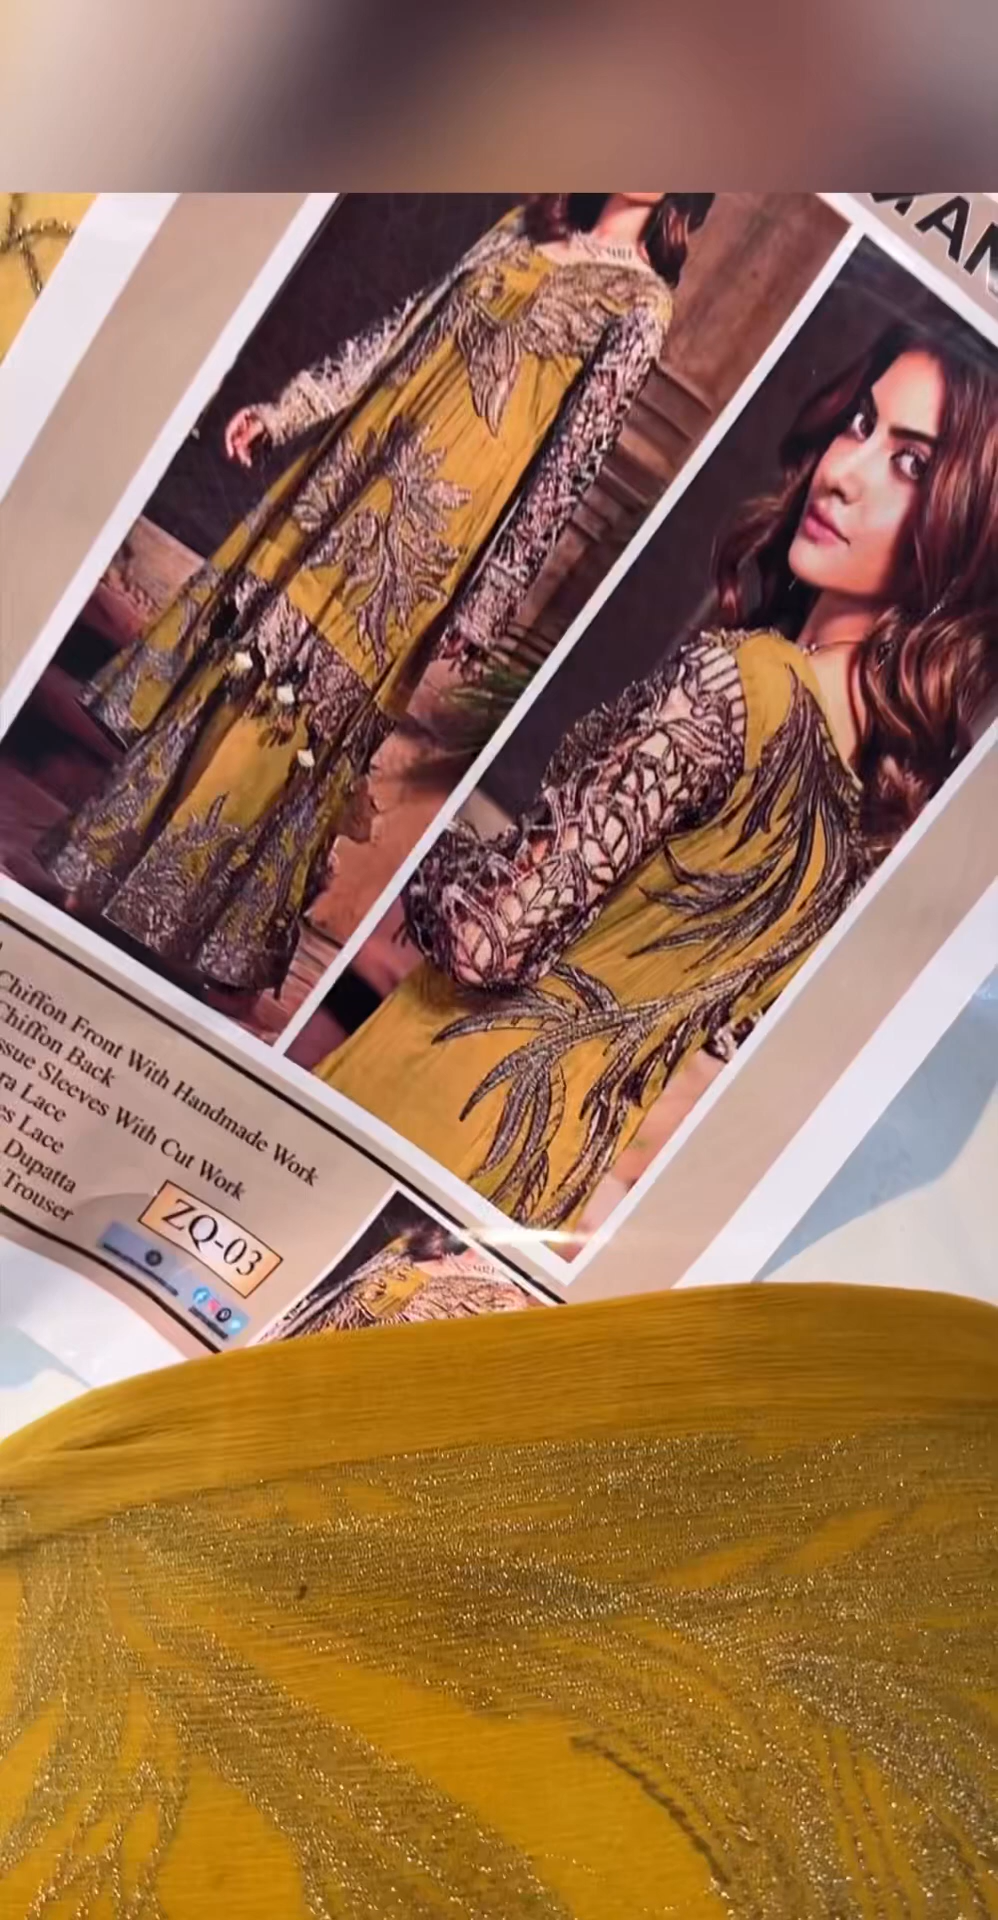 MAN
Chiffon Front With Handmade Work
Chiffon Back
ssue Sleeves With Cut Work
ra Lace
es Lace
Dupatta
Trouser
ZQ-03